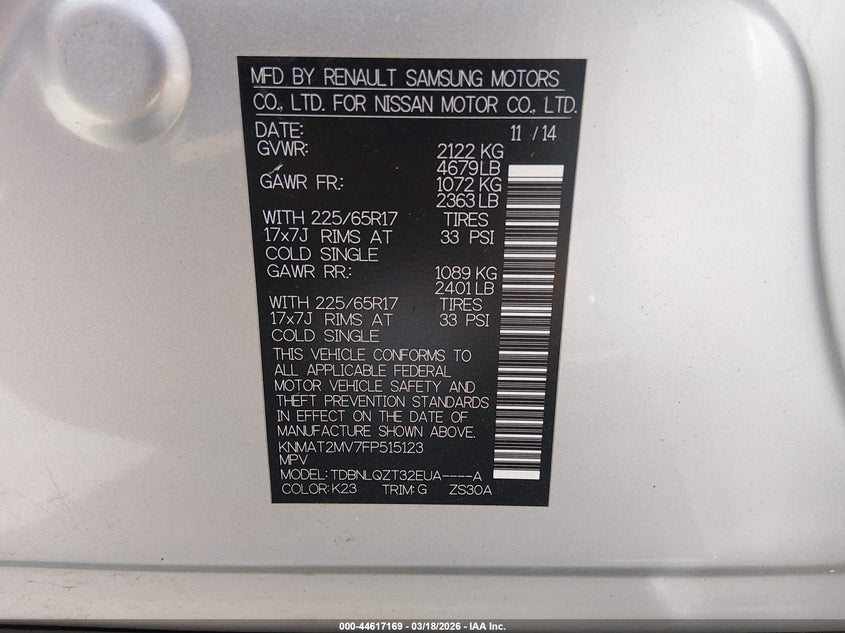 MFD BY RENAULT SAMSUNG MOTORS
CO., LTD. FOR NISSAN MOTOR CO., LTD.
DATE: 11 / 14
GVWR: 2122 KG
4679 LB
GAWR FR.: 1072 KG
2363 LB
WITH 225/65R17 TIRES
17x7J RIMS AT 33 PSI
COLD SINGLE
GAWR RR.: 1089 KG
2401 LB
WITH 225/65R17 TIRES
17x7J RIMS AT 33 PSI
COLD SINGLE
THIS VEHICLE CONFORMS TO
ALL APPLICABLE FEDERAL
MOTOR VEHICLE SAFETY AND
THEFT PREVENTION STANDARDS
IN EFFECT ON THE DATE OF
MANUFACTURE SHOWN ABOVE.
KNMAT2MV7FP515123
MPV
MODEL: TDBNLQZT32EUA----A
COLOR: K23 TRIM: G ZS30A
000-44617169 | 03/18/2026 – IAA Inc.